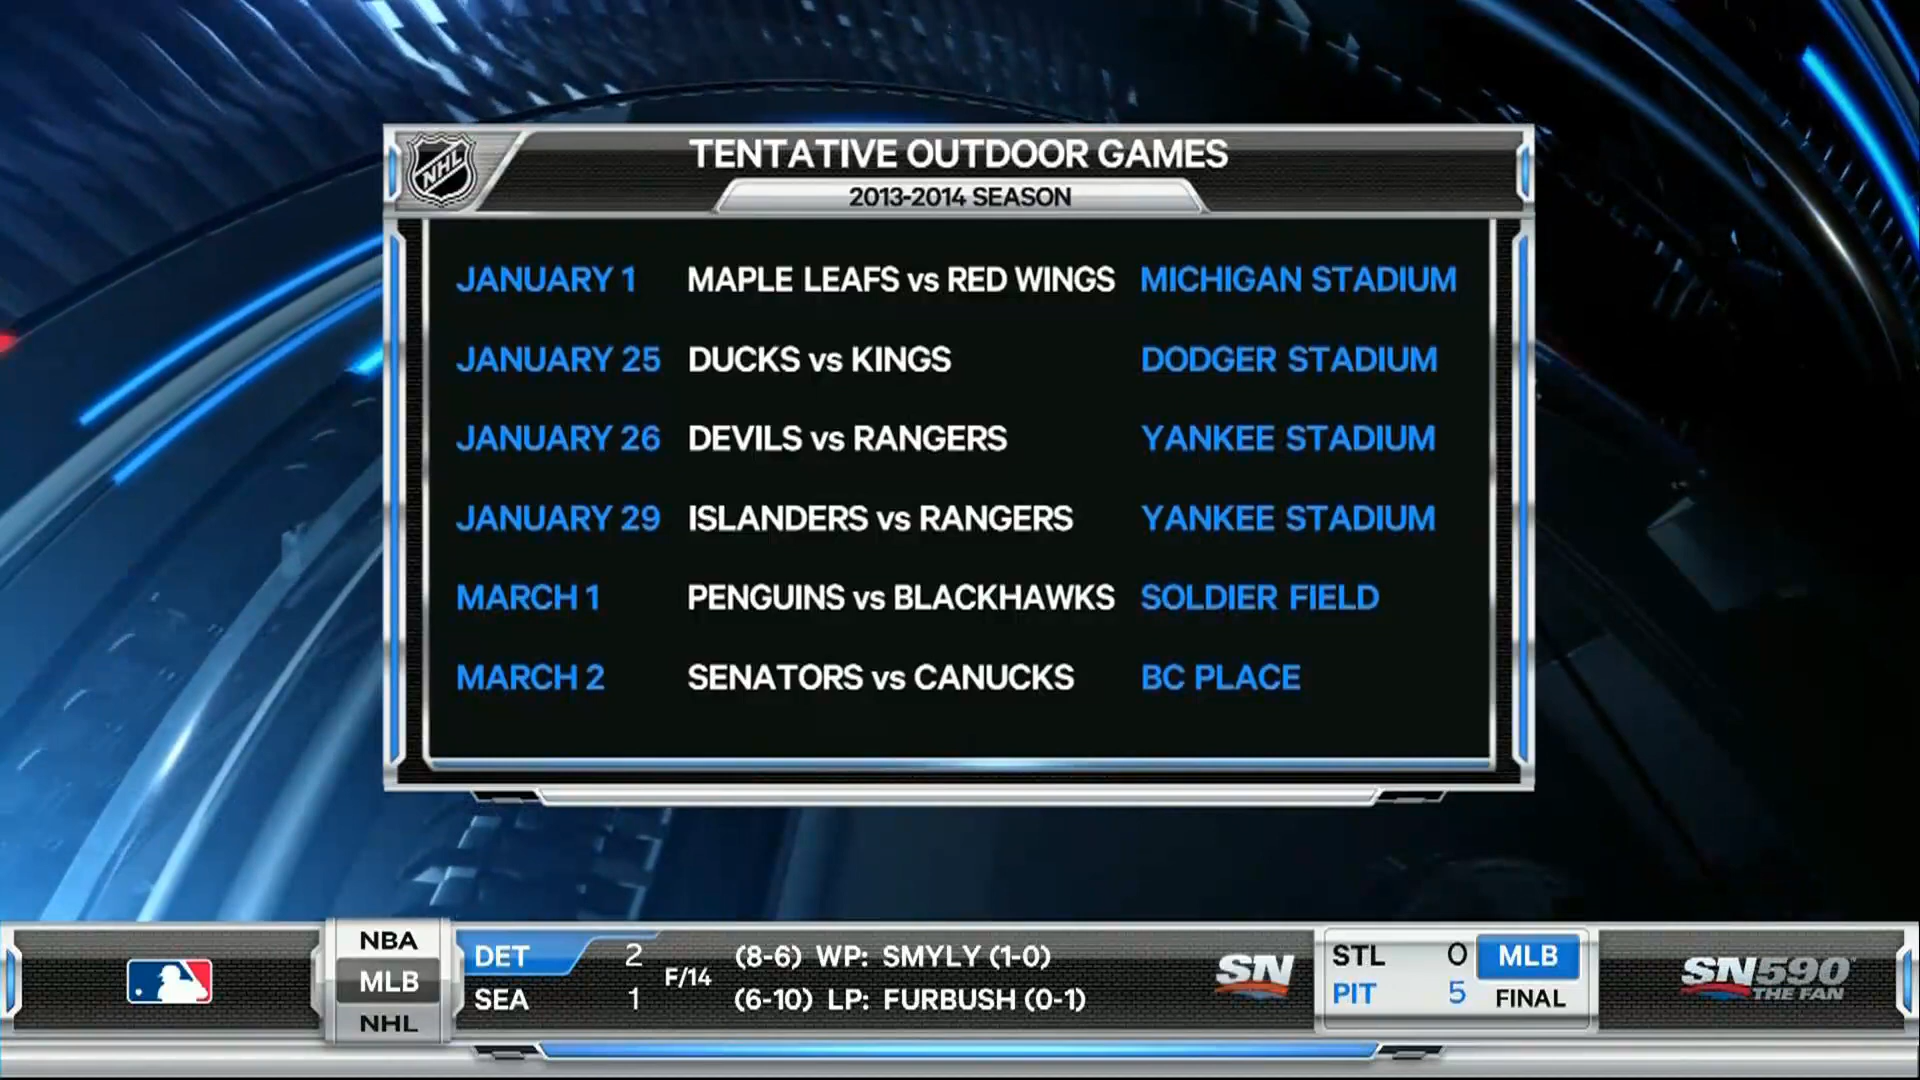 NHL
TENTATIVE OUTDOOR GAMES
2013-2014 SEASON
JANUARY 1 MAPLE LEAFS vs RED WINGS MICHIGAN STADIUM
JANUARY 25 DUCKS vs KINGS DODGER STADIUM
JANUARY 26 DEVILS vs RANGERS YANKEE STADIUM
JANUARY 29 ISLANDERS vs RANGERS YANKEE STADIUM
MARCH 1 PENGUINS vs BLACKHAWKS SOLDIER FIELD
MARCH 2 SENATORS vs CANUCKS BC PLACE
NBA
MLB
NHL
DET 2 (8-6) WP: SMYLY (1-0)
F/14
SEA 1 (6-10) LP: FURBUSH (0-1)
SN
STL 0 MLB
PIT 5 FINAL
SN590
THE FAN